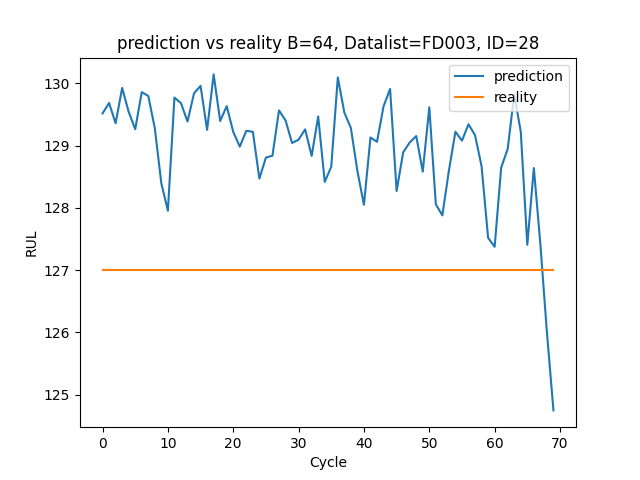 prediction vs reality B=64, Datalist=FD003, ID=28
prediction
reality
130
129
128
127
126
125
RUL
0 10 20 30 40 50 60 70
Cycle